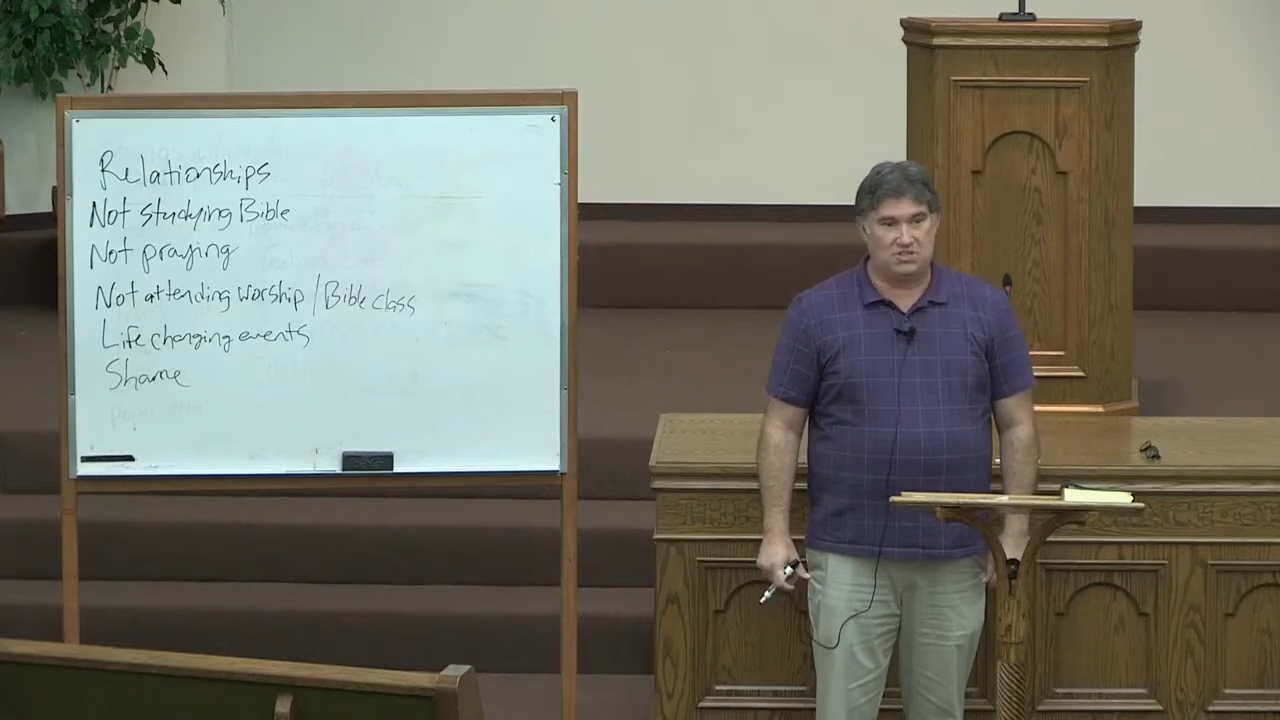 Relationships
Not studying Bible
Not praying
Not attending worship / Bible class
Life changing events
Shame